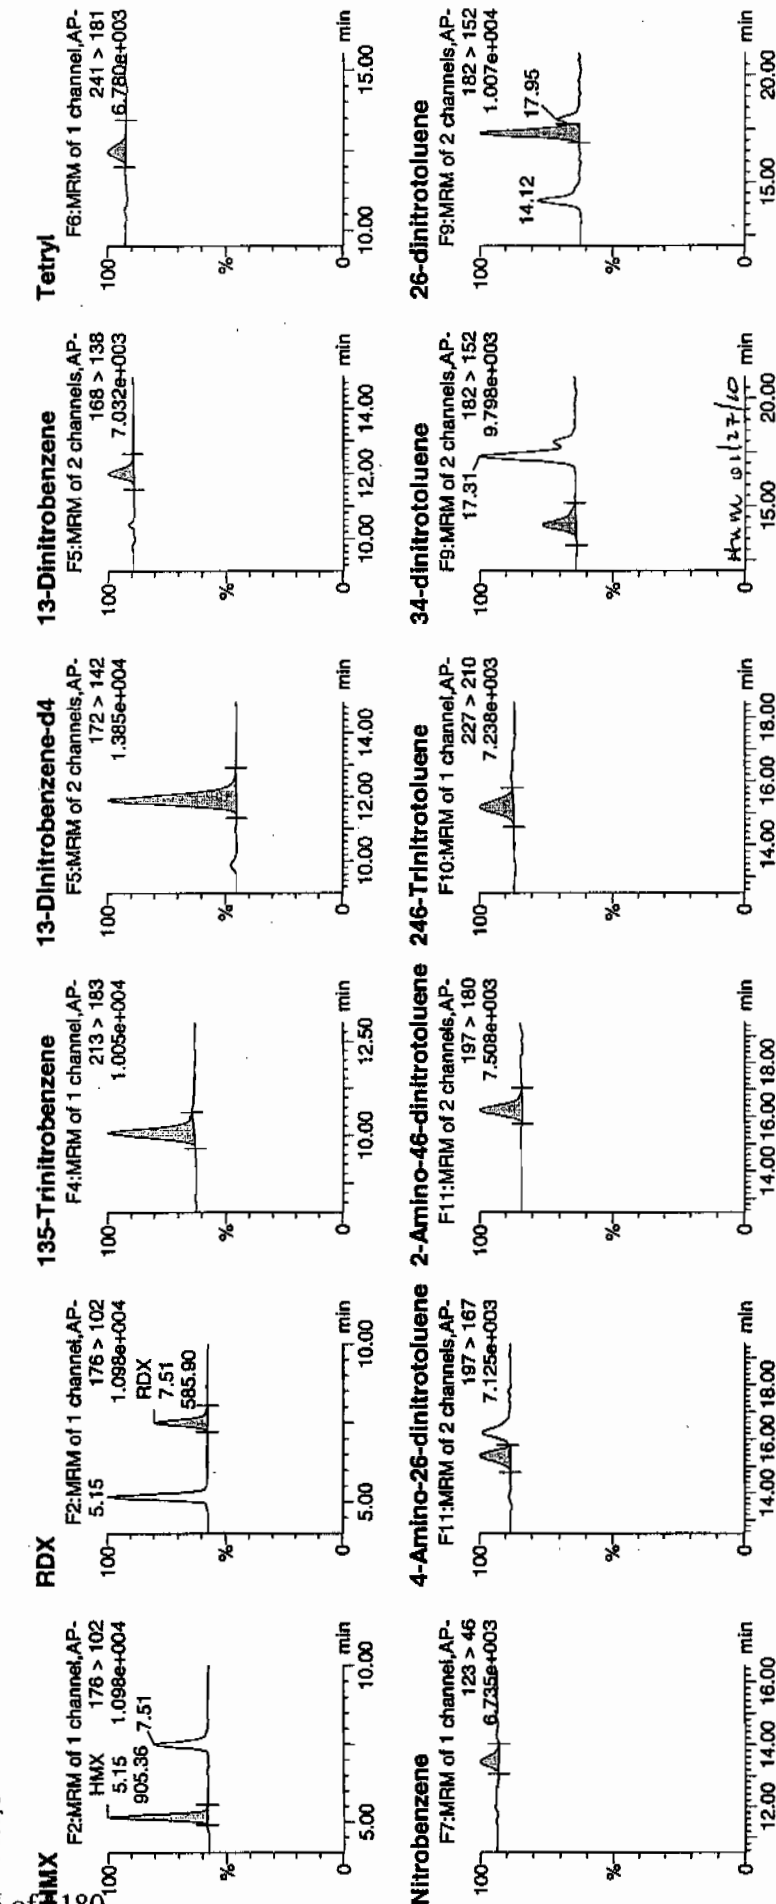 HMX
F2:MRM of 1 channel,AP-
176 > 102
1.098e+004
HMX
5.15
905.36
7.51
100
%
0
5.00
10.00
min
RDX
F2:MRM of 1 channel,AP-
176 > 102
1.098e+004
5.15
RDX
7.51
585.90
100
%
0
5.00
10.00
min
135-Trinitrobenzene
F4:MRM of 1 channel,AP-
213 > 183
1.005e+004
100
%
0
10.00
12.50
min
13-Dinitrobenzene-d4
F5:MRM of 2 channels,AP-
172 > 142
1.385e+004
100
%
0
10.00
12.00
14.00
min
13-Dinitrobenzene
F5:MRM of 2 channels,AP-
168 > 138
7.032e+003
100
%
0
10.00
12.00
14.00
min
Tetryl
F6:MRM of 1 channel,AP-
241 > 181
6.780e+003
100
%
0
10.00
15.00
min
Nitrobenzene
F7:MRM of 1 channel,AP-
123 > 46
6.735e+003
100
%
0
12.00
14.00
16.00
min
4-Amino-26-dinitrotoluene
F11:MRM of 2 channels,AP-
197 > 167
7.125e+003
100
%
0
14.00
16.00
18.00
min
2-Amino-46-dinitrotoluene
F11:MRM of 2 channels,AP-
197 > 180
7.508e+003
100
%
0
14.00
16.00
18.00
min
246-Trinitrotoluene
F10:MRM of 1 channel,AP-
227 > 210
7.238e+003
100
%
0
14.00
16.00
18.00
min
34-dinitrotoluene
F9:MRM of 2 channels,AP-
182 > 152
9.798e+003
17.31
100
%
0
15.00
20.00
min
01/27/10
26-dinitrotoluene
F9:MRM of 2 channels,AP-
182 > 152
1.007e+004
14.12
17.95
100
%
0
15.00
20.00
min